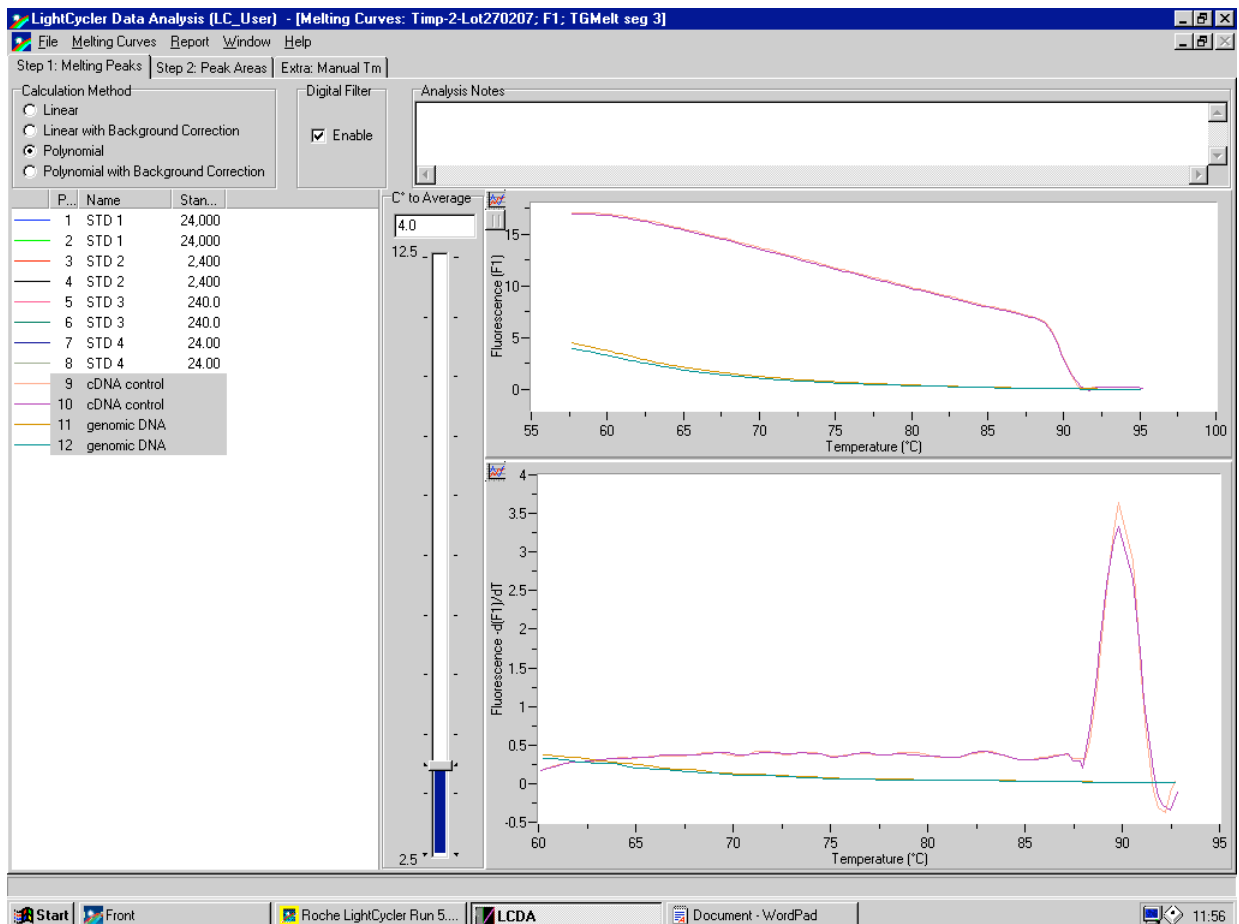 LightCycler Data Analysis (LC_User) - [Melting Curves: Timp-2-Lot270207; F1; TGMelt seg 3]
File Melting Curves Report Window Help
Step 1: Melting Peaks Step 2: Peak Areas Extra: Manual Tm
Calculation Method
Linear
Linear with Background Correction
Polynomial
Polynomial with Background Correction
Digital Filter
Enable
Analysis Notes
P... Name Stan...
1 STD 1 24,000
2 STD 1 24,000
3 STD 2 2,400
4 STD 2 2,400
5 STD 3 240.0
6 STD 3 240.0
7 STD 4 24.00
8 STD 4 24.00
9 cDNA control
10 cDNA control
11 genomic DNA
12 genomic DNA
C° to Average
4.0
12.5
2.5
Fluorescence (F1)
15
10
5
0
55 60 65 70 75 80 85 90 95 100
Temperature (°C)
Fluorescence -d(F1)/dT
4
3.5
3
2.5
2
1.5
1
0.5
0
-0.5
60 65 70 75 80 85 90 95
Temperature (°C)
Start Front Roche LightCycler Run 5.... LCDA Document - WordPad 11:56